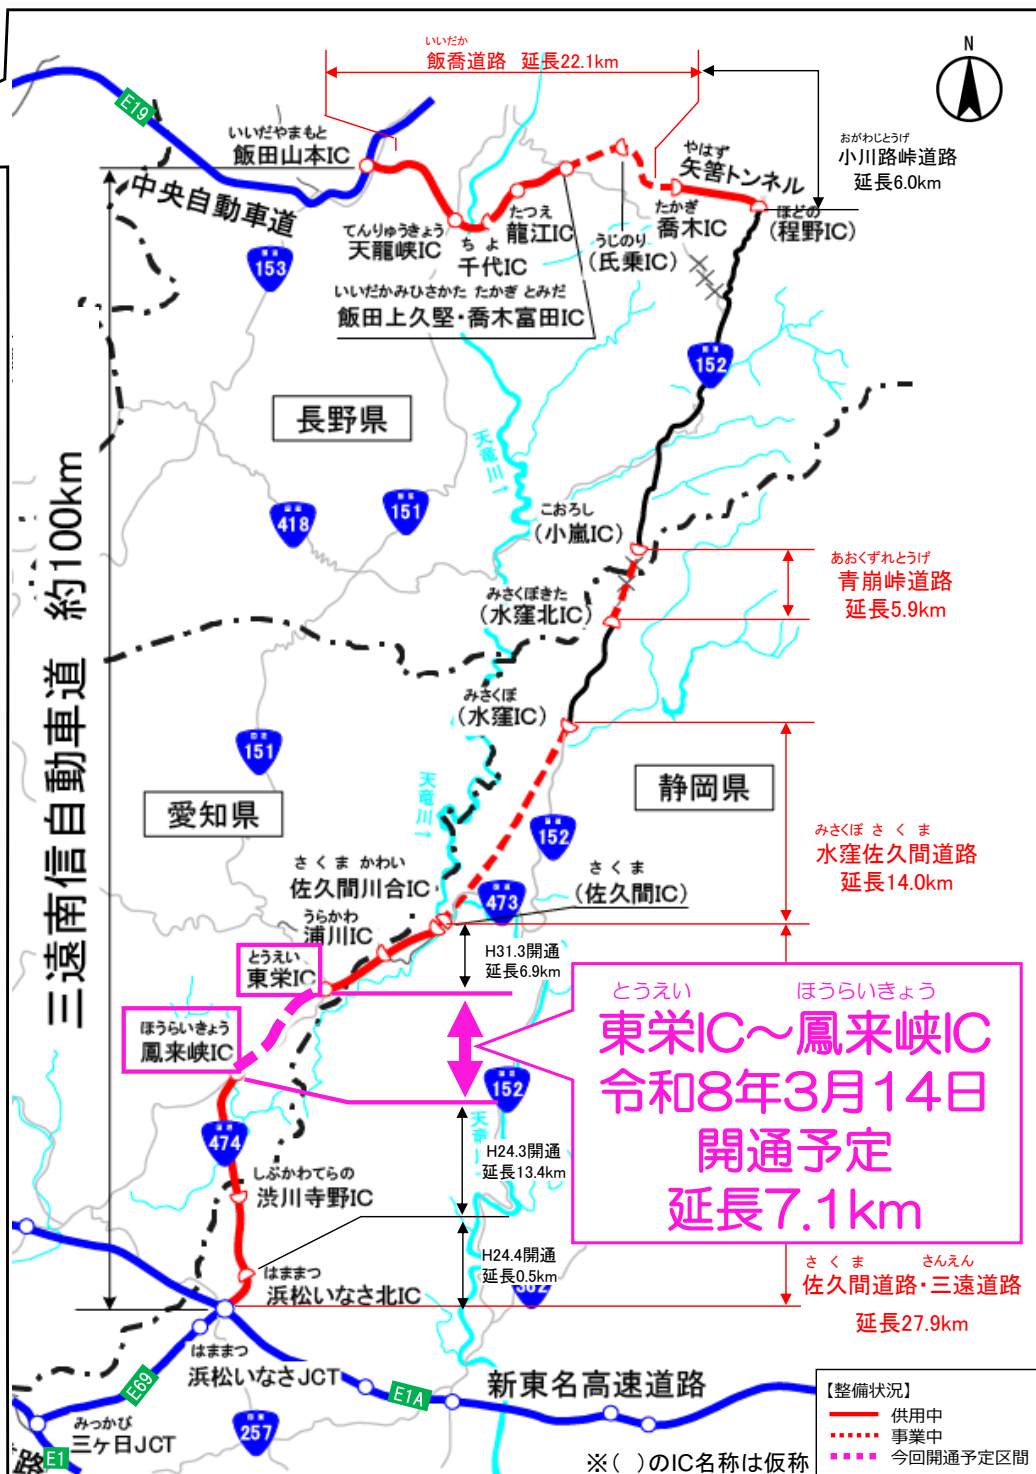 いいだか
飯喬道路 延長22.1km
N
E19
いいだやまもと
飯田山本IC
中央自動車道
おがわじとうげ
小川路峠道路
延長6.0km
やはず
矢筈トンネル
たかぎ
喬木IC
ほどの
(程野IC)
たつえ
龍江IC
うじのり
(氏乗IC)
てんりゅうきょう
天龍峡IC
ちよ
千代IC
いいだかみひさかた たかぎ とみだ
飯田上久堅・喬木富田IC
153
152
長野県
天竜川
418
151
こおろし
(小嵐IC)
みさくぼきた
(水窪北IC)
あおくずれとうげ
青崩峠道路
延長5.9km
三遠南信自動車道 約100km
みさくぼ
(水窪IC)
151
静岡県
愛知県
天竜川
152
みさくぼ さくま
水窪佐久間道路
延長14.0km
さくま かわい
佐久間川合IC
さくま
(佐久間IC)
473
うらかわ
浦川IC
とうえい
東栄IC
H31.3開通
延長6.9km
ほうらいきょう
鳳来峡IC
とうえい ほうらいきょう
東栄IC～鳳来峡IC
令和8年3月14日
開通予定
延長7.1km
152
天竜
474
H24.3開通
延長13.4km
しぶかわてらの
渋川寺野IC
H24.4開通
延長0.5km
はままつ
浜松いなさ北IC
さくま さんえん
佐久間道路・三遠道路
延長27.9km
はままつ
浜松いなさJCT
E69
E1A
新東名高速道路
みっかび
三ヶ日JCT
257
E1
路
【整備状況】
供用中
事業中
今回開通予定区間
※( )のIC名称は仮称